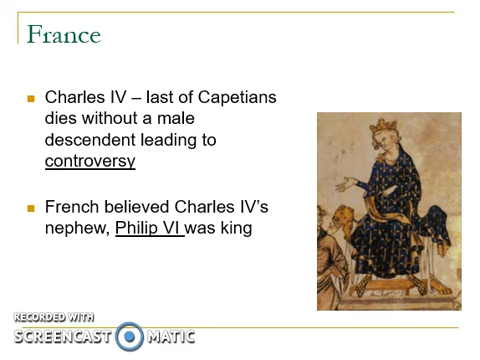 France
Charles IV – last of Capetians
dies without a male
descendent leading to
controversy
French believed Charles IV's
nephew, Philip VI was king
RECORDED WITH
SCREENCAST MATIC